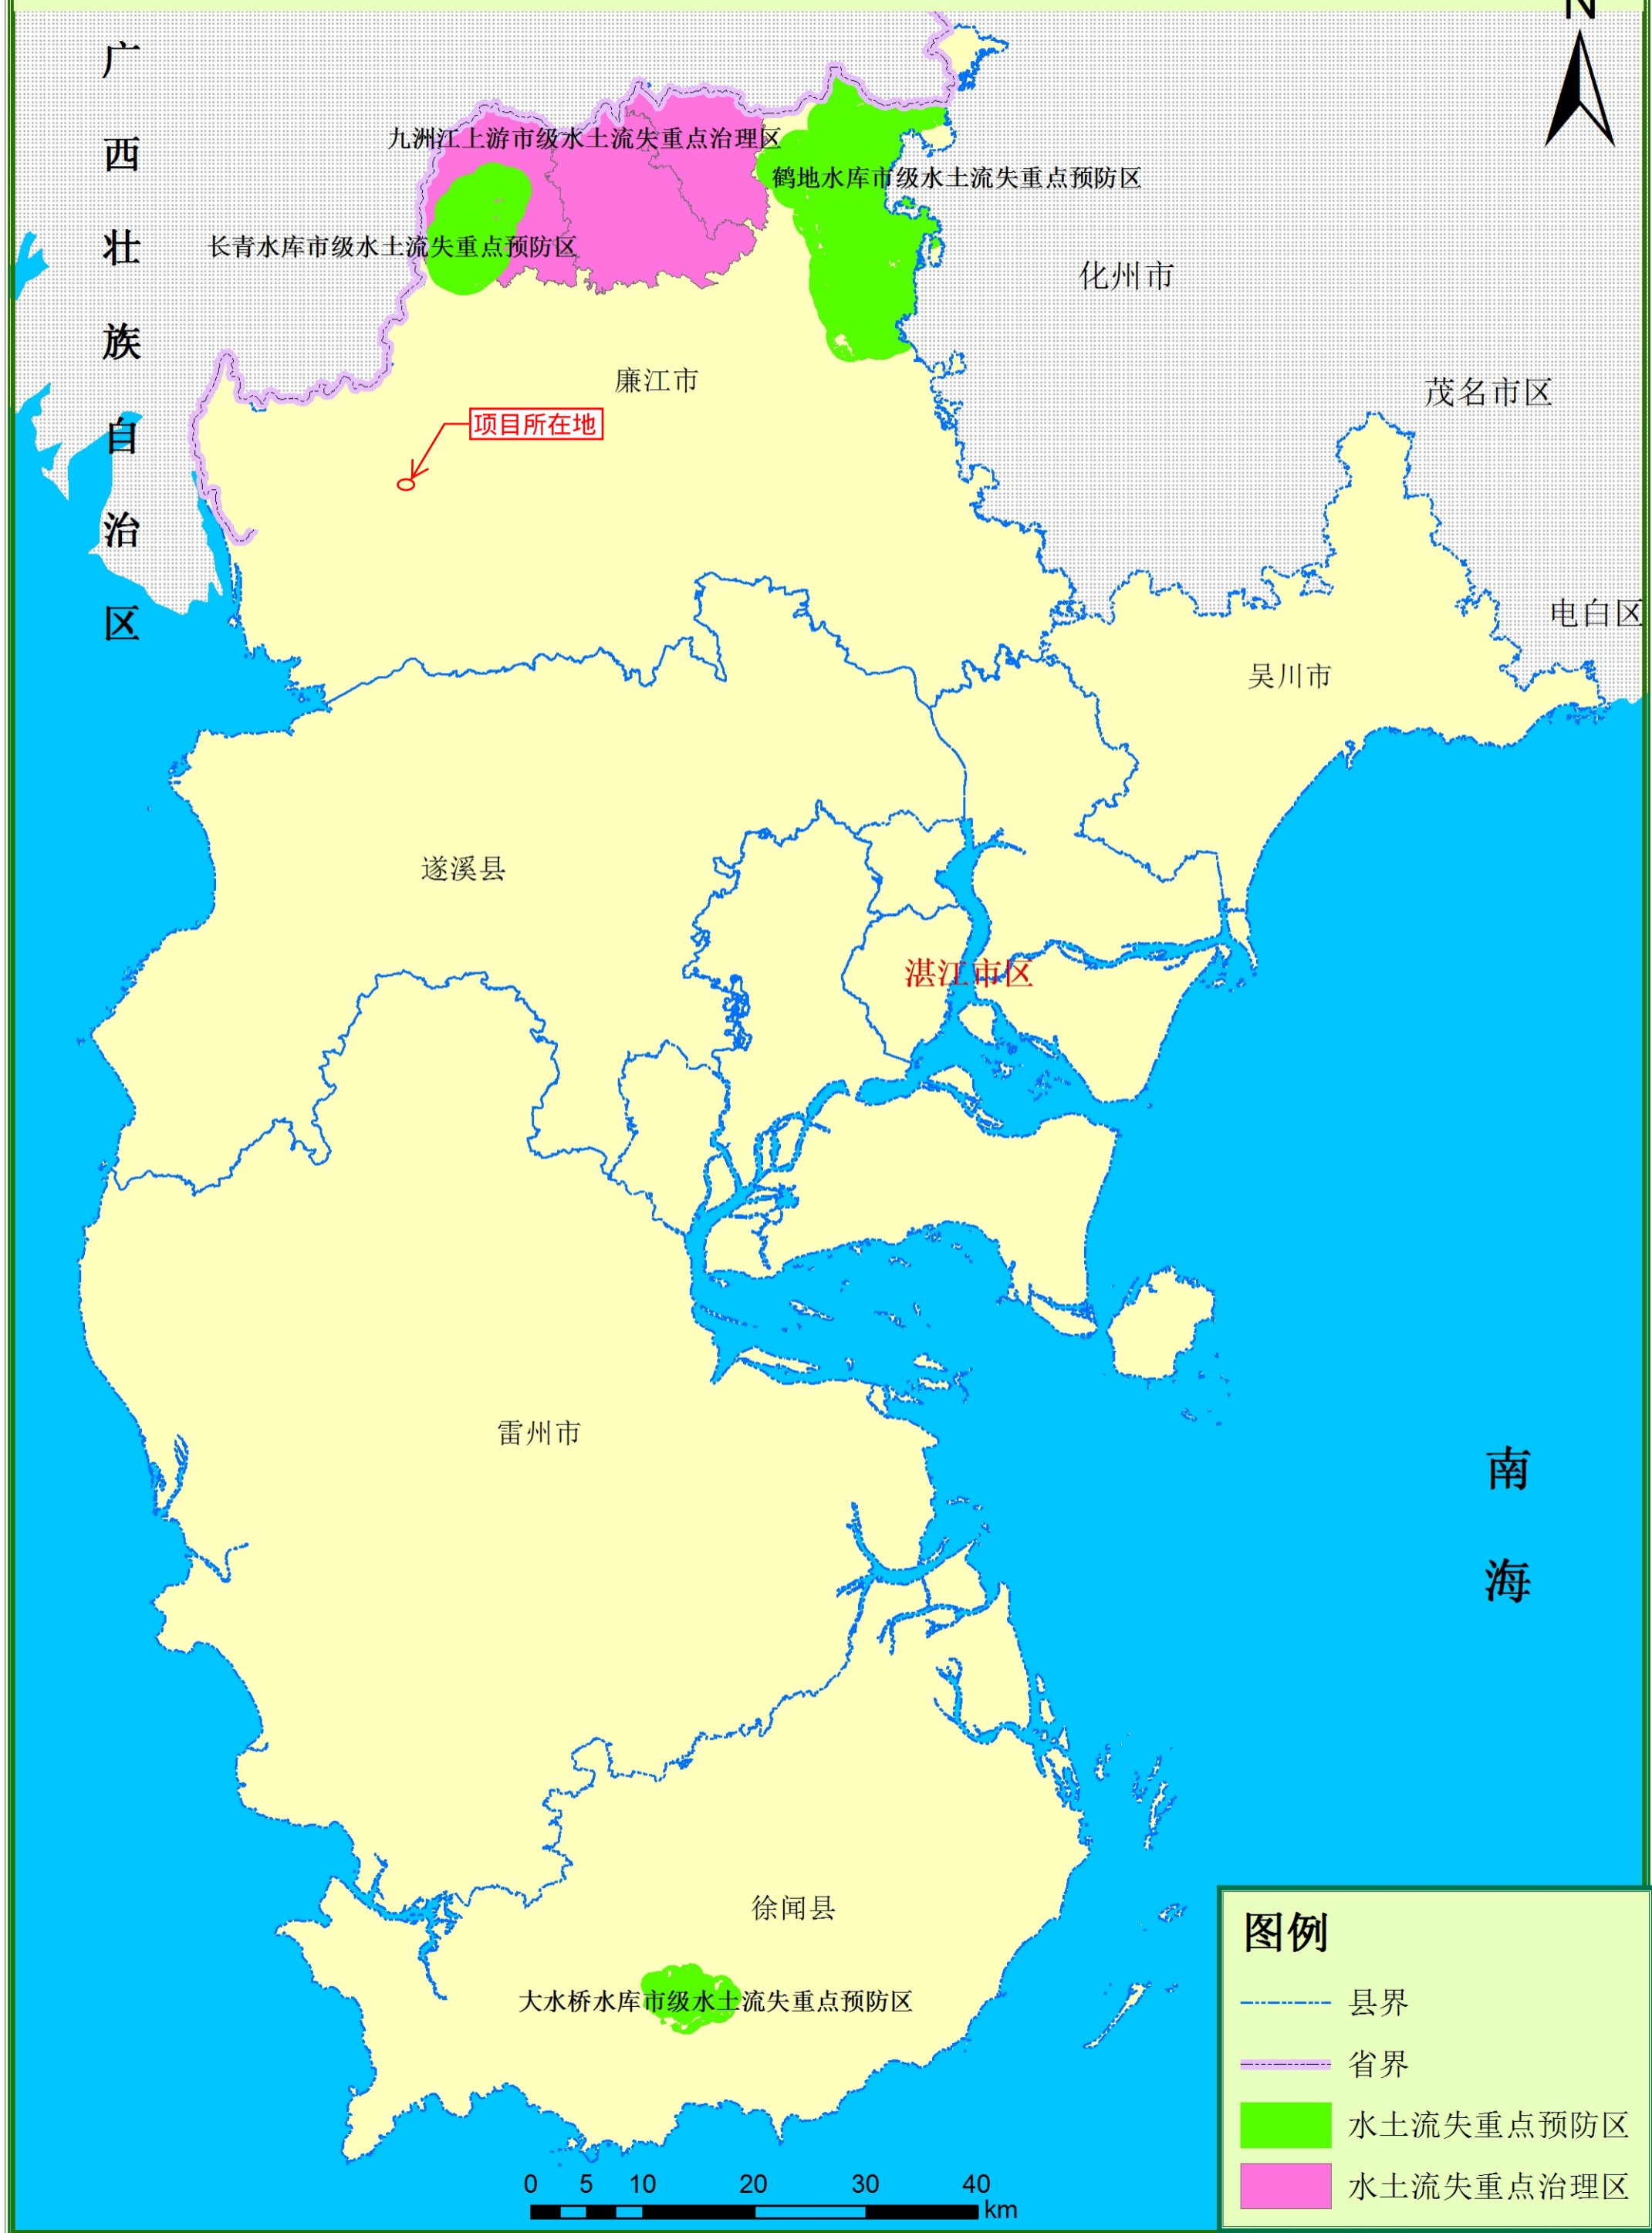 N
广西壮族自治区
九洲江上游市级水土流失重点治理区
鹤地水库市级水土流失重点预防区
长青水库市级水土流失重点预防区
化州市
廉江市
茂名市区
项目所在地
电白区
吴川市
遂溪县
湛江市区
雷州市
南海
徐闻县
大水桥水库市级水土流失重点预防区
图例
县界
省界
水土流失重点预防区
水土流失重点治理区
0 5 10 20 30 40
km